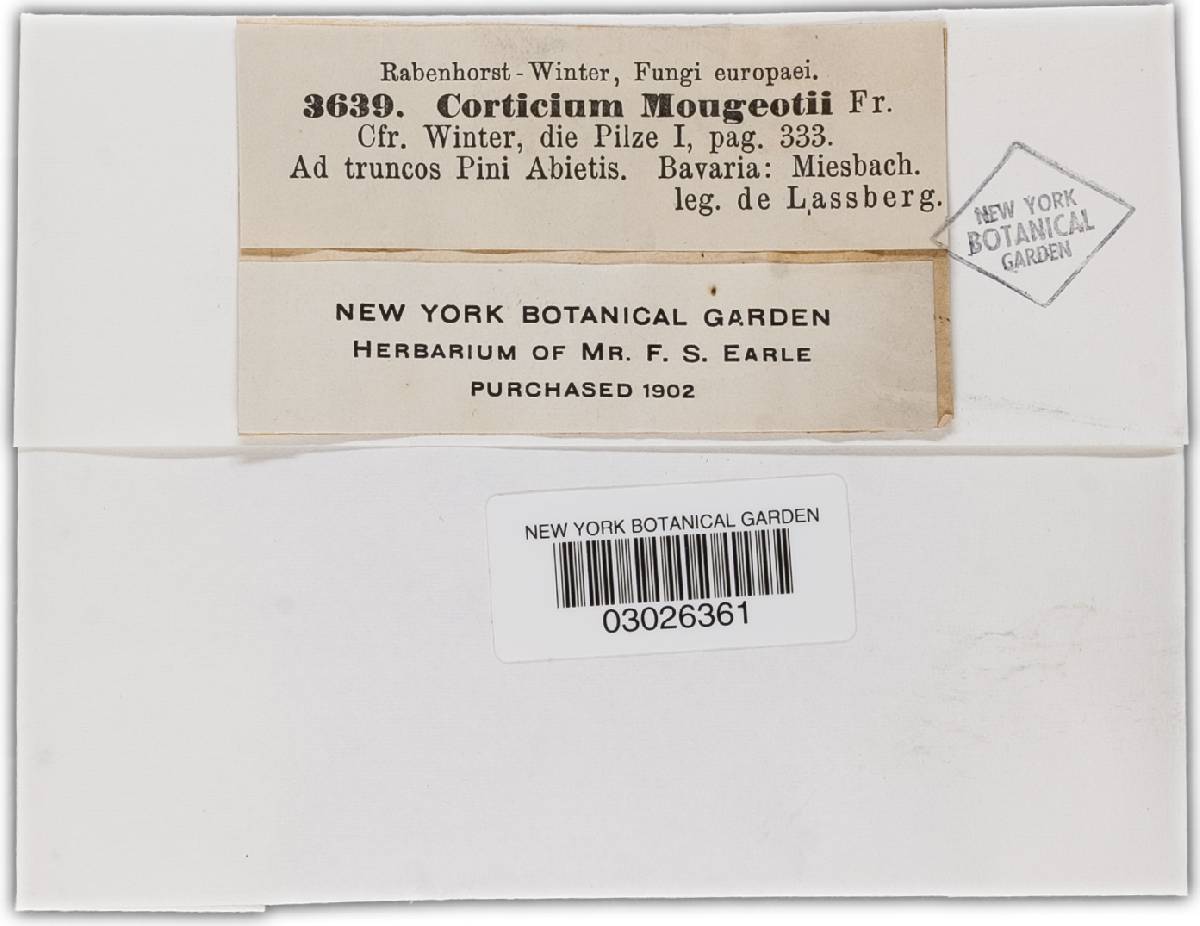 Rabenhorst-Winter, Fungi europaei.
3639. Corticium Mougeotii Fr.
Cfr. Winter, die Pilze I, pag. 333.
Ad truncos Pini Abietis. Bavaria: Miesbach.
leg. de Lassberg.
NEW YORK
BOTANICAL
GARDEN
NEW YORK BOTANICAL GARDEN
HERBARIUM OF MR. F. S. EARLE
PURCHASED 1902
NEW YORK BOTANICAL GARDEN
03026361